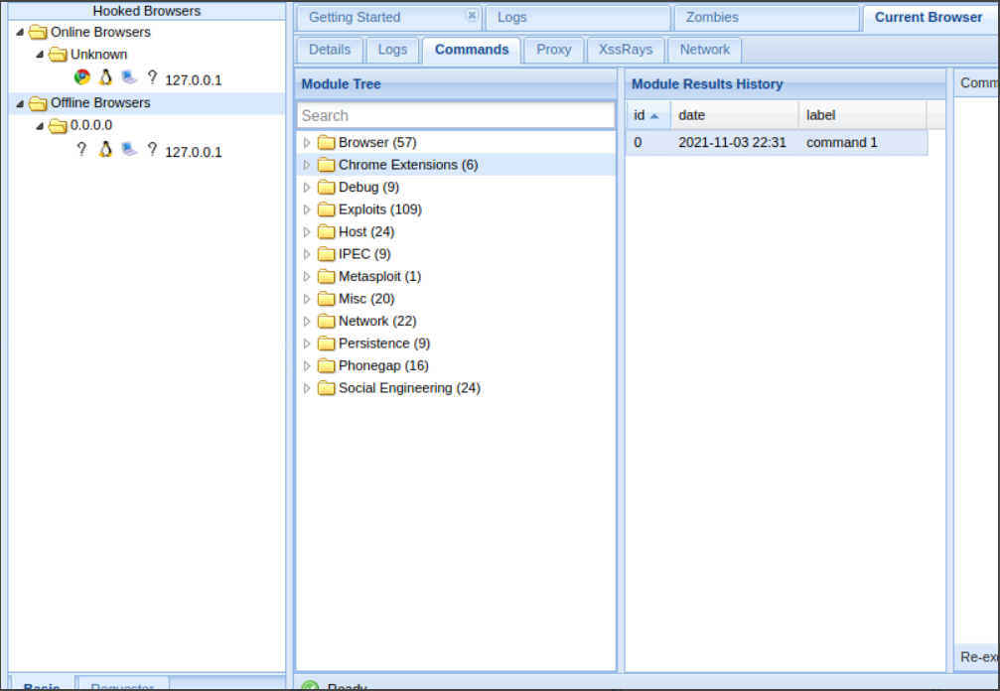 Hooked Browsers
Online Browsers
Unknown
? 127.0.0.1
Offline Browsers
0.0.0.0
? ? 127.0.0.1
Basic Requester
Getting Started Logs Zombies Current Browser
Details Logs Commands Proxy XssRays Network
Module Tree
Search
Browser (57)
Chrome Extensions (6)
Debug (9)
Exploits (109)
Host (24)
IPEC (9)
Metasploit (1)
Misc (20)
Network (22)
Persistence (9)
Phonegap (16)
Social Engineering (24)
Module Results History
id date label
0 2021-11-03 22:31 command 1
Comm
Re-ex
Ready